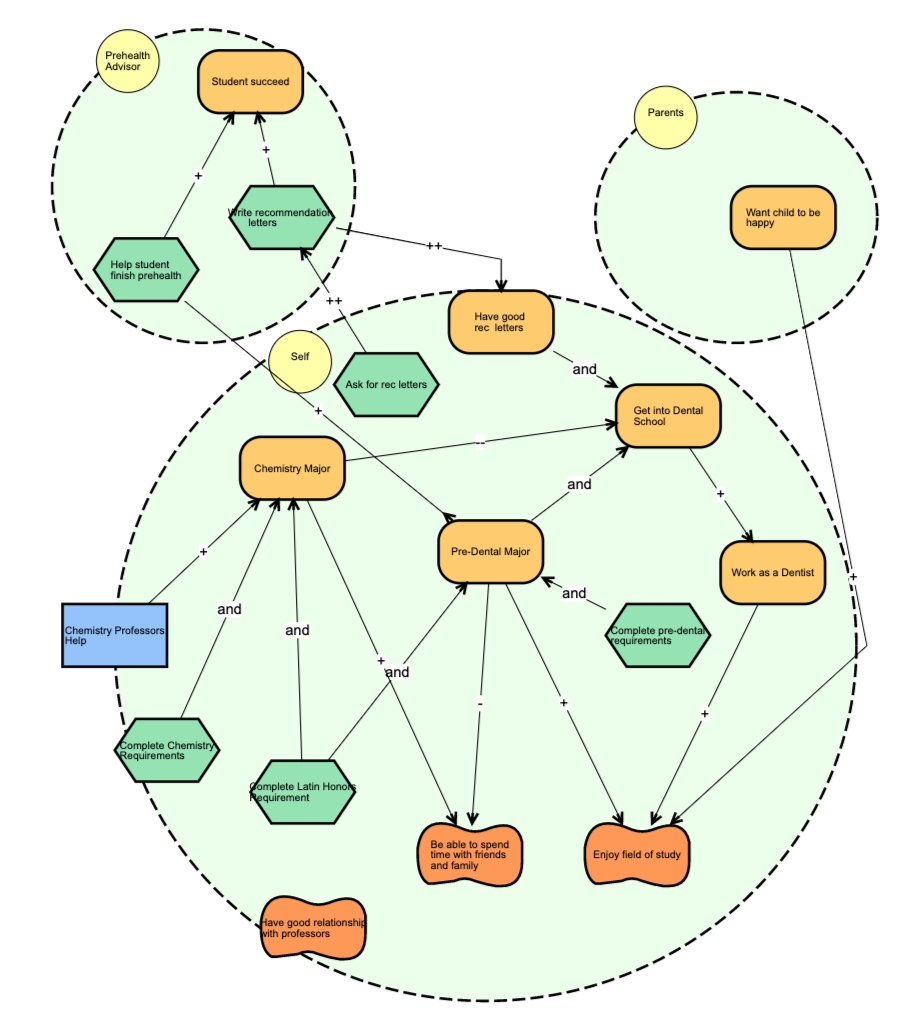 Prehealth
Advisor
Student succeed
Parents
+
+
Write recommendation
letters
Want child to be
happy
++
Help student
finish prehealth
++
Have good
rec  letters
Self
Ask for rec letters
and
+
Get into Dental
School
--
Chemistry Major
and
+
+
Pre-Dental Major
Work as a Dentist
+
and
and
Chemistry Professors
Help
and
Complete pre-dental
requirements
+
and
-
+
+
Complete Chemistry
Requirements
Complete Latin Honors
Requirement
Be able to spend
time with friends
and family
Enjoy field of study
Have good relationship
with professors